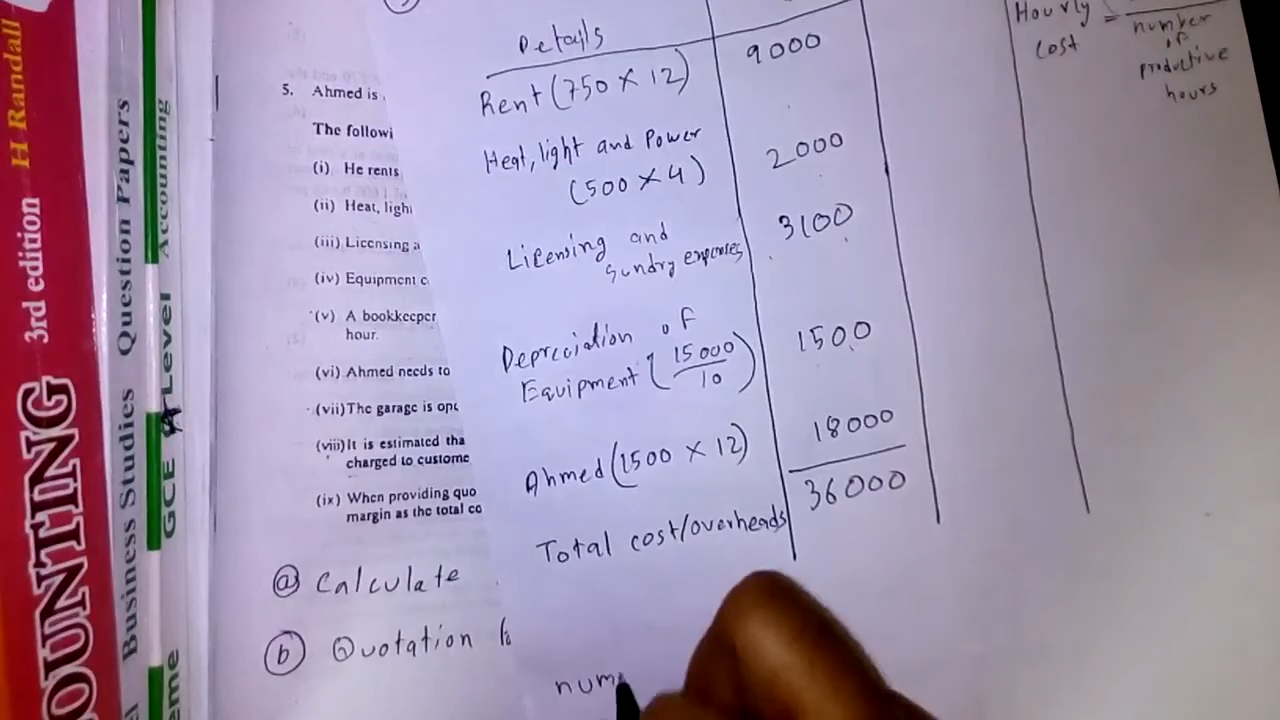 OUNTING 3rd edition H Randall
Business Studies Question Papers
GCE A Level Accounting
eme
5. Ahmed is
The followi
(i) He rents
(ii) Heat, ligh
(iii) Licensing a
(iv) Equipment c
(v) A bookkeeper
hour.
(vi) Ahmed needs to
(vii) The garage is ope
(viii) It is estimated tha
charged to custome
(ix) When providing quo
margin as the total co
(a) Calculate
(b) Quotation
Details
Rent (750 × 12) 9000
Heat, light and Power
(500 × 4) 2000
Licensing and
Sundry expenses 3100
Depreciation of
Equipment (15000/10) 1500
Ahmed (1500 × 12) 18000
Total cost/overheads 36000
num
Hourly
cost =
number
of
productive
hours